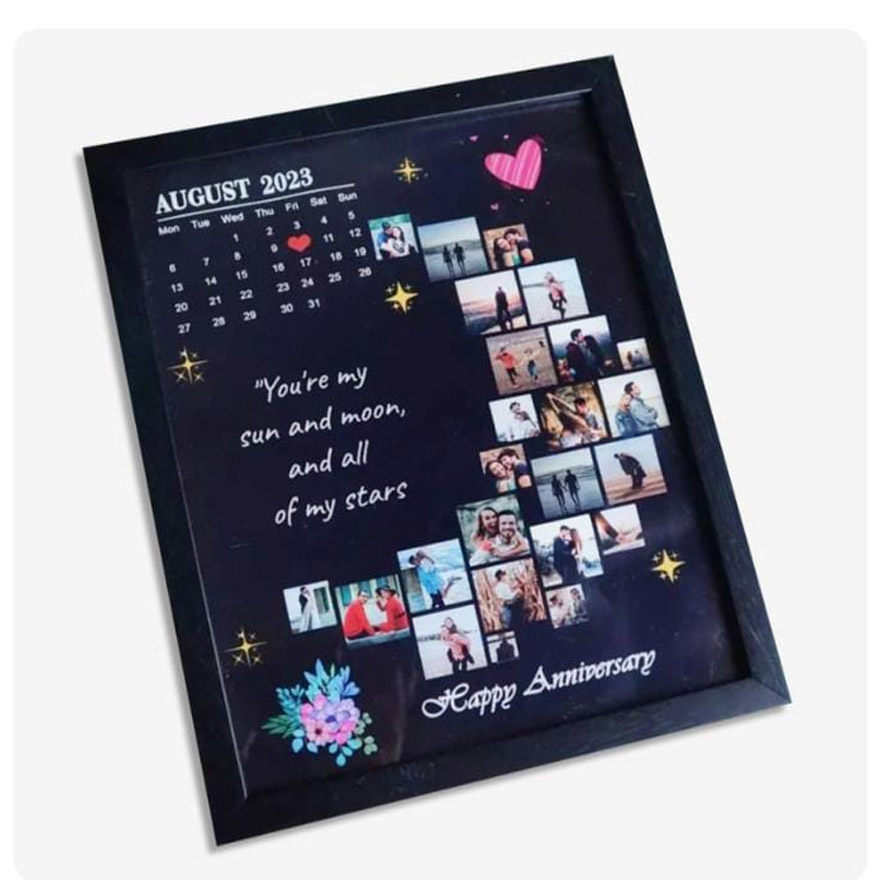 AUGUST 2023
Mon Tue Wed Thu Fri Sat Sun
1 2 3 4 5
6 7 8 9 11 12
13 14 15 16 17 18 19
20 21 22 23 24 25 26
27 28 29 30 31
"You're my
sun and moon,
and all
of my stars
Happy Anniversary